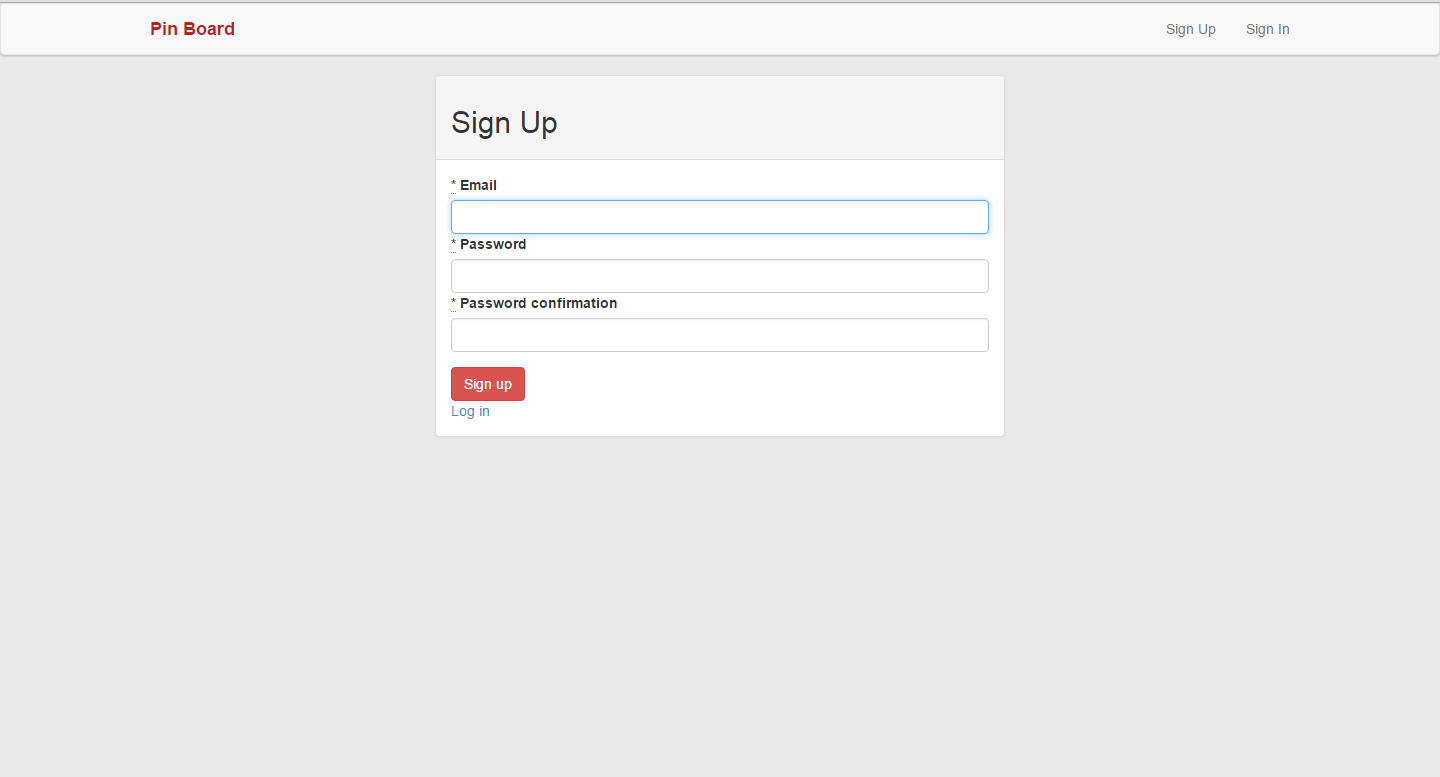 Pin Board Sign Up Sign In
Sign Up
* Email
* Password
* Password confirmation
Sign up
Log in